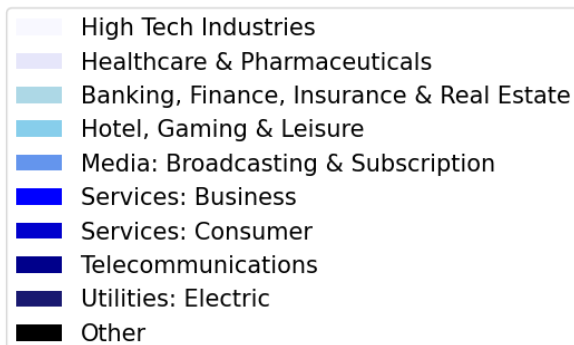 High Tech Industries
Healthcare & Pharmaceuticals
Banking, Finance, Insurance & Real Estate
Hotel, Gaming & Leisure
Media: Broadcasting & Subscription
Services: Business
Services: Consumer
Telecommunications
Utilities: Electric
Other